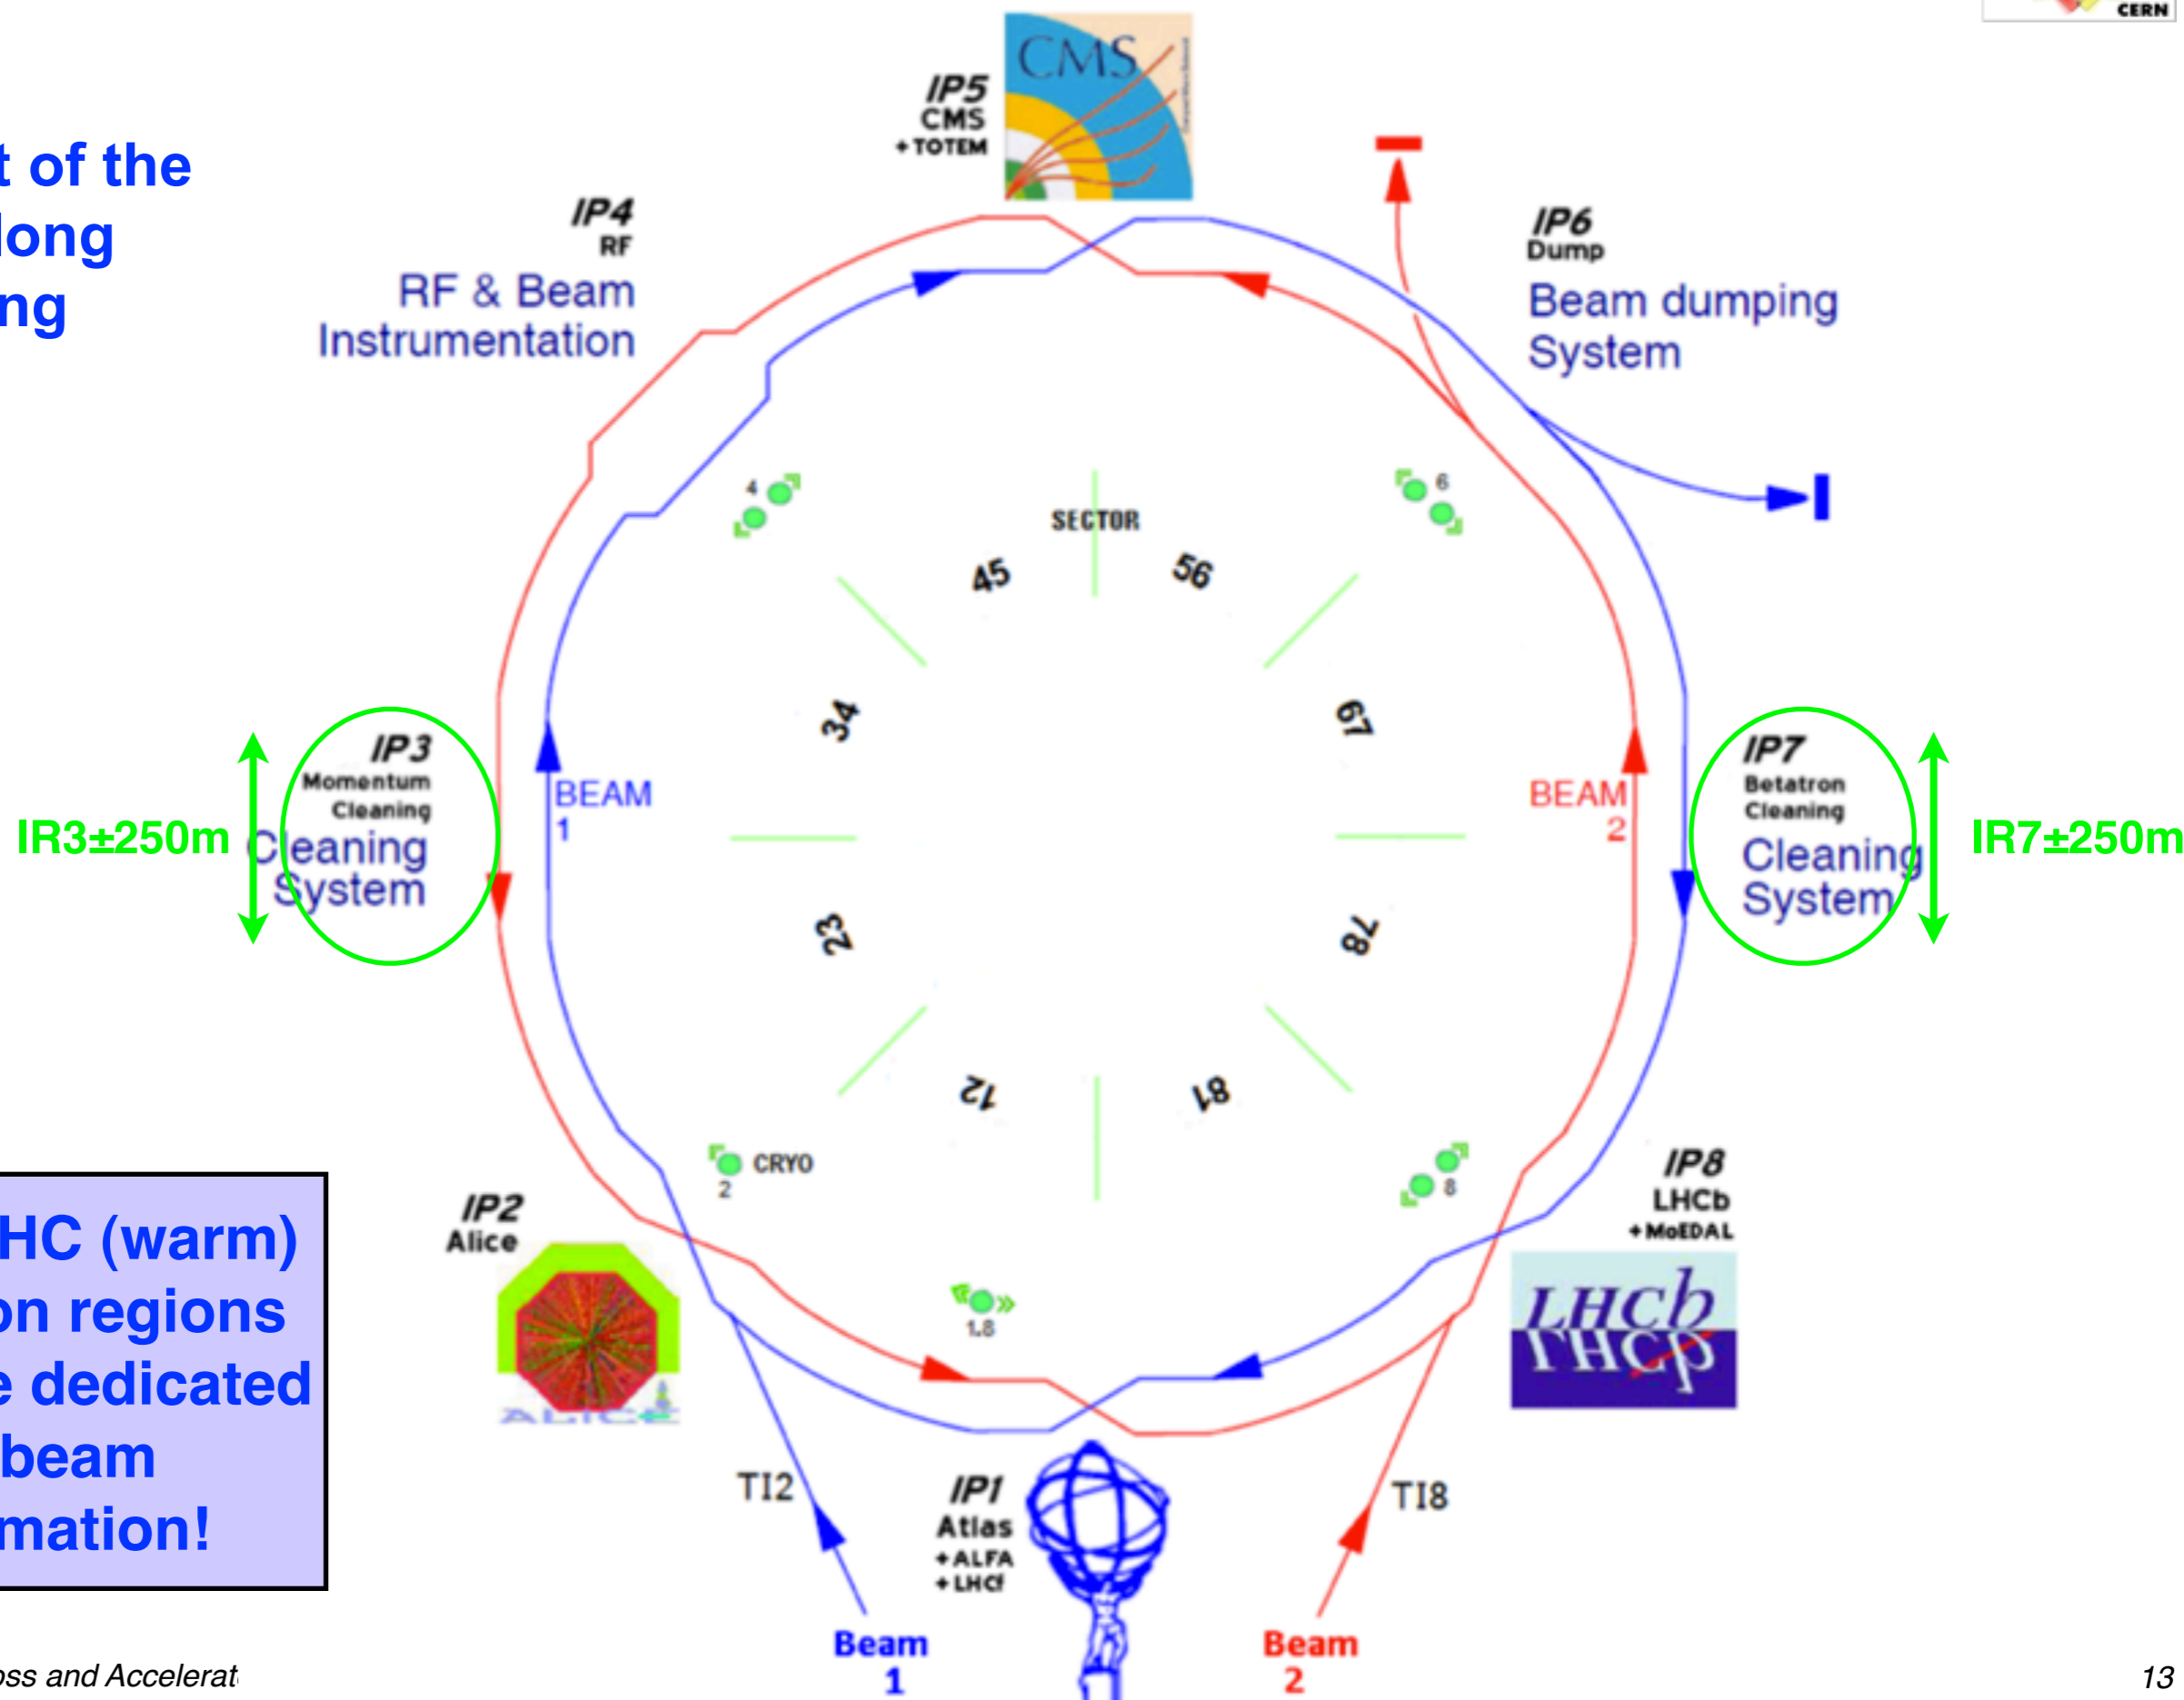 CERN
t of the
long
ng
CMS
IP5
CMS
+ TOTEM
IP4
RF
RF & Beam
Instrumentation
IP6
Dump
Beam dumping
System
4
6
SECTOR
45
56
34
67
IP3
Momentum
Cleaning
Cleaning
System
IR3±250m
BEAM
1
BEAM
2
IP7
Betatron
Cleaning
Cleaning
System
IR7±250m
23
78
12
81
CRYO
2
8
1.8
IP2
Alice
ALICE
IP8
LHCb
+MoEDAL
LHCb
LHCb
HC (warm)
on regions
e dedicated
beam
mation!
TI2
IP1
Atlas
+ALFA
+LHCf
TI8
Beam
1
Beam
2
oss and Accelerat
13